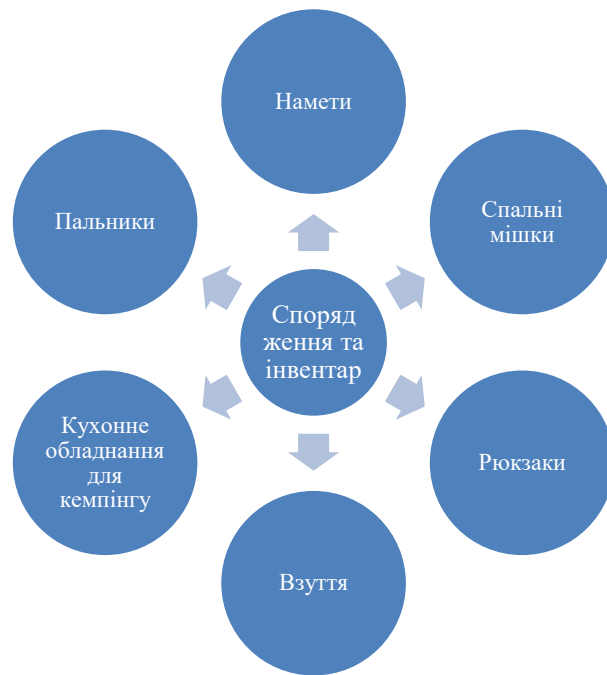 Намети
Пальники
Спальні
мішки
Споряд
ження та
інвентар
Кухонне
обладнання
для
кемпінгу
Рюкзаки
Взуття